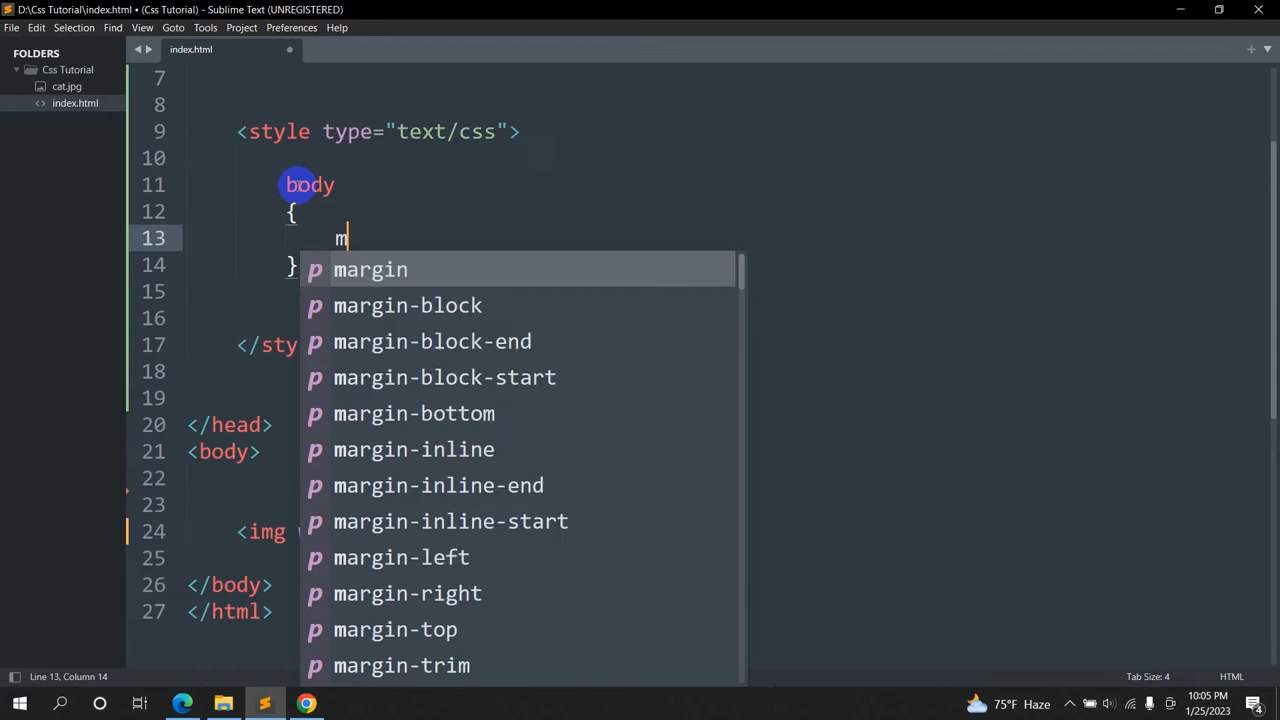 D:\Css Tutorial\index.html • (Css Tutorial) - Sublime Text (UNREGISTERED)
File Edit Selection Find View Goto Tools Project Preferences Help
FOLDERS
Css Tutorial
cat.jpg
index.html
index.html
7
8
9 <style type="text/css">
10
11 body
12 {
13 m
14 }
15
16
17 </sty
18
19
20 </head>
21 <body>
22
23
24 <img
25
26 </body>
27 </html>
p margin
p margin-block
p margin-block-end
p margin-block-start
p margin-bottom
p margin-inline
p margin-inline-end
p margin-inline-start
p margin-left
p margin-right
p margin-top
p margin-trim
Line 13, Column 14
Tab Size: 4
HTML
75°F Haze
10:05 PM
1/25/2023
4